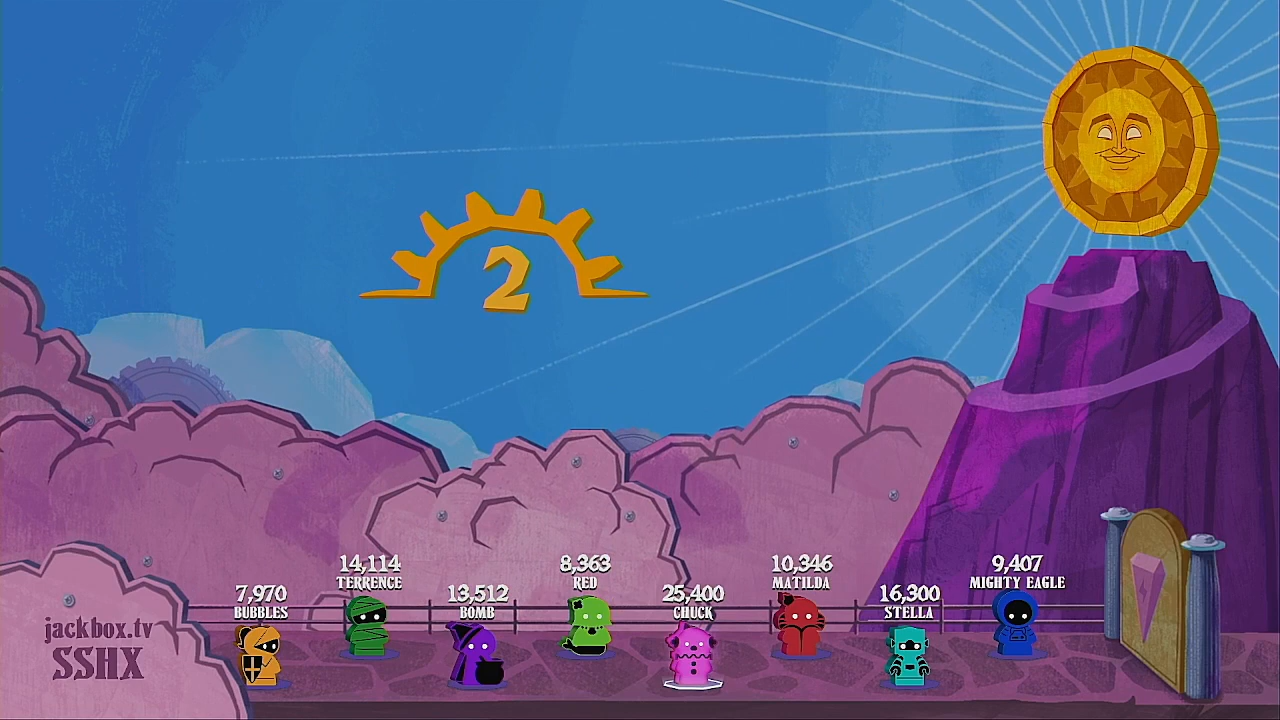 2
14,114
TERRENCE
8,363
RED
10,346
MATILDA
9,407
MIGHTY EAGLE
7,970
BUBBLES
13,512
BOMB
25,400
CHUCK
16,300
STELLA
jackbox.tv
SSHX